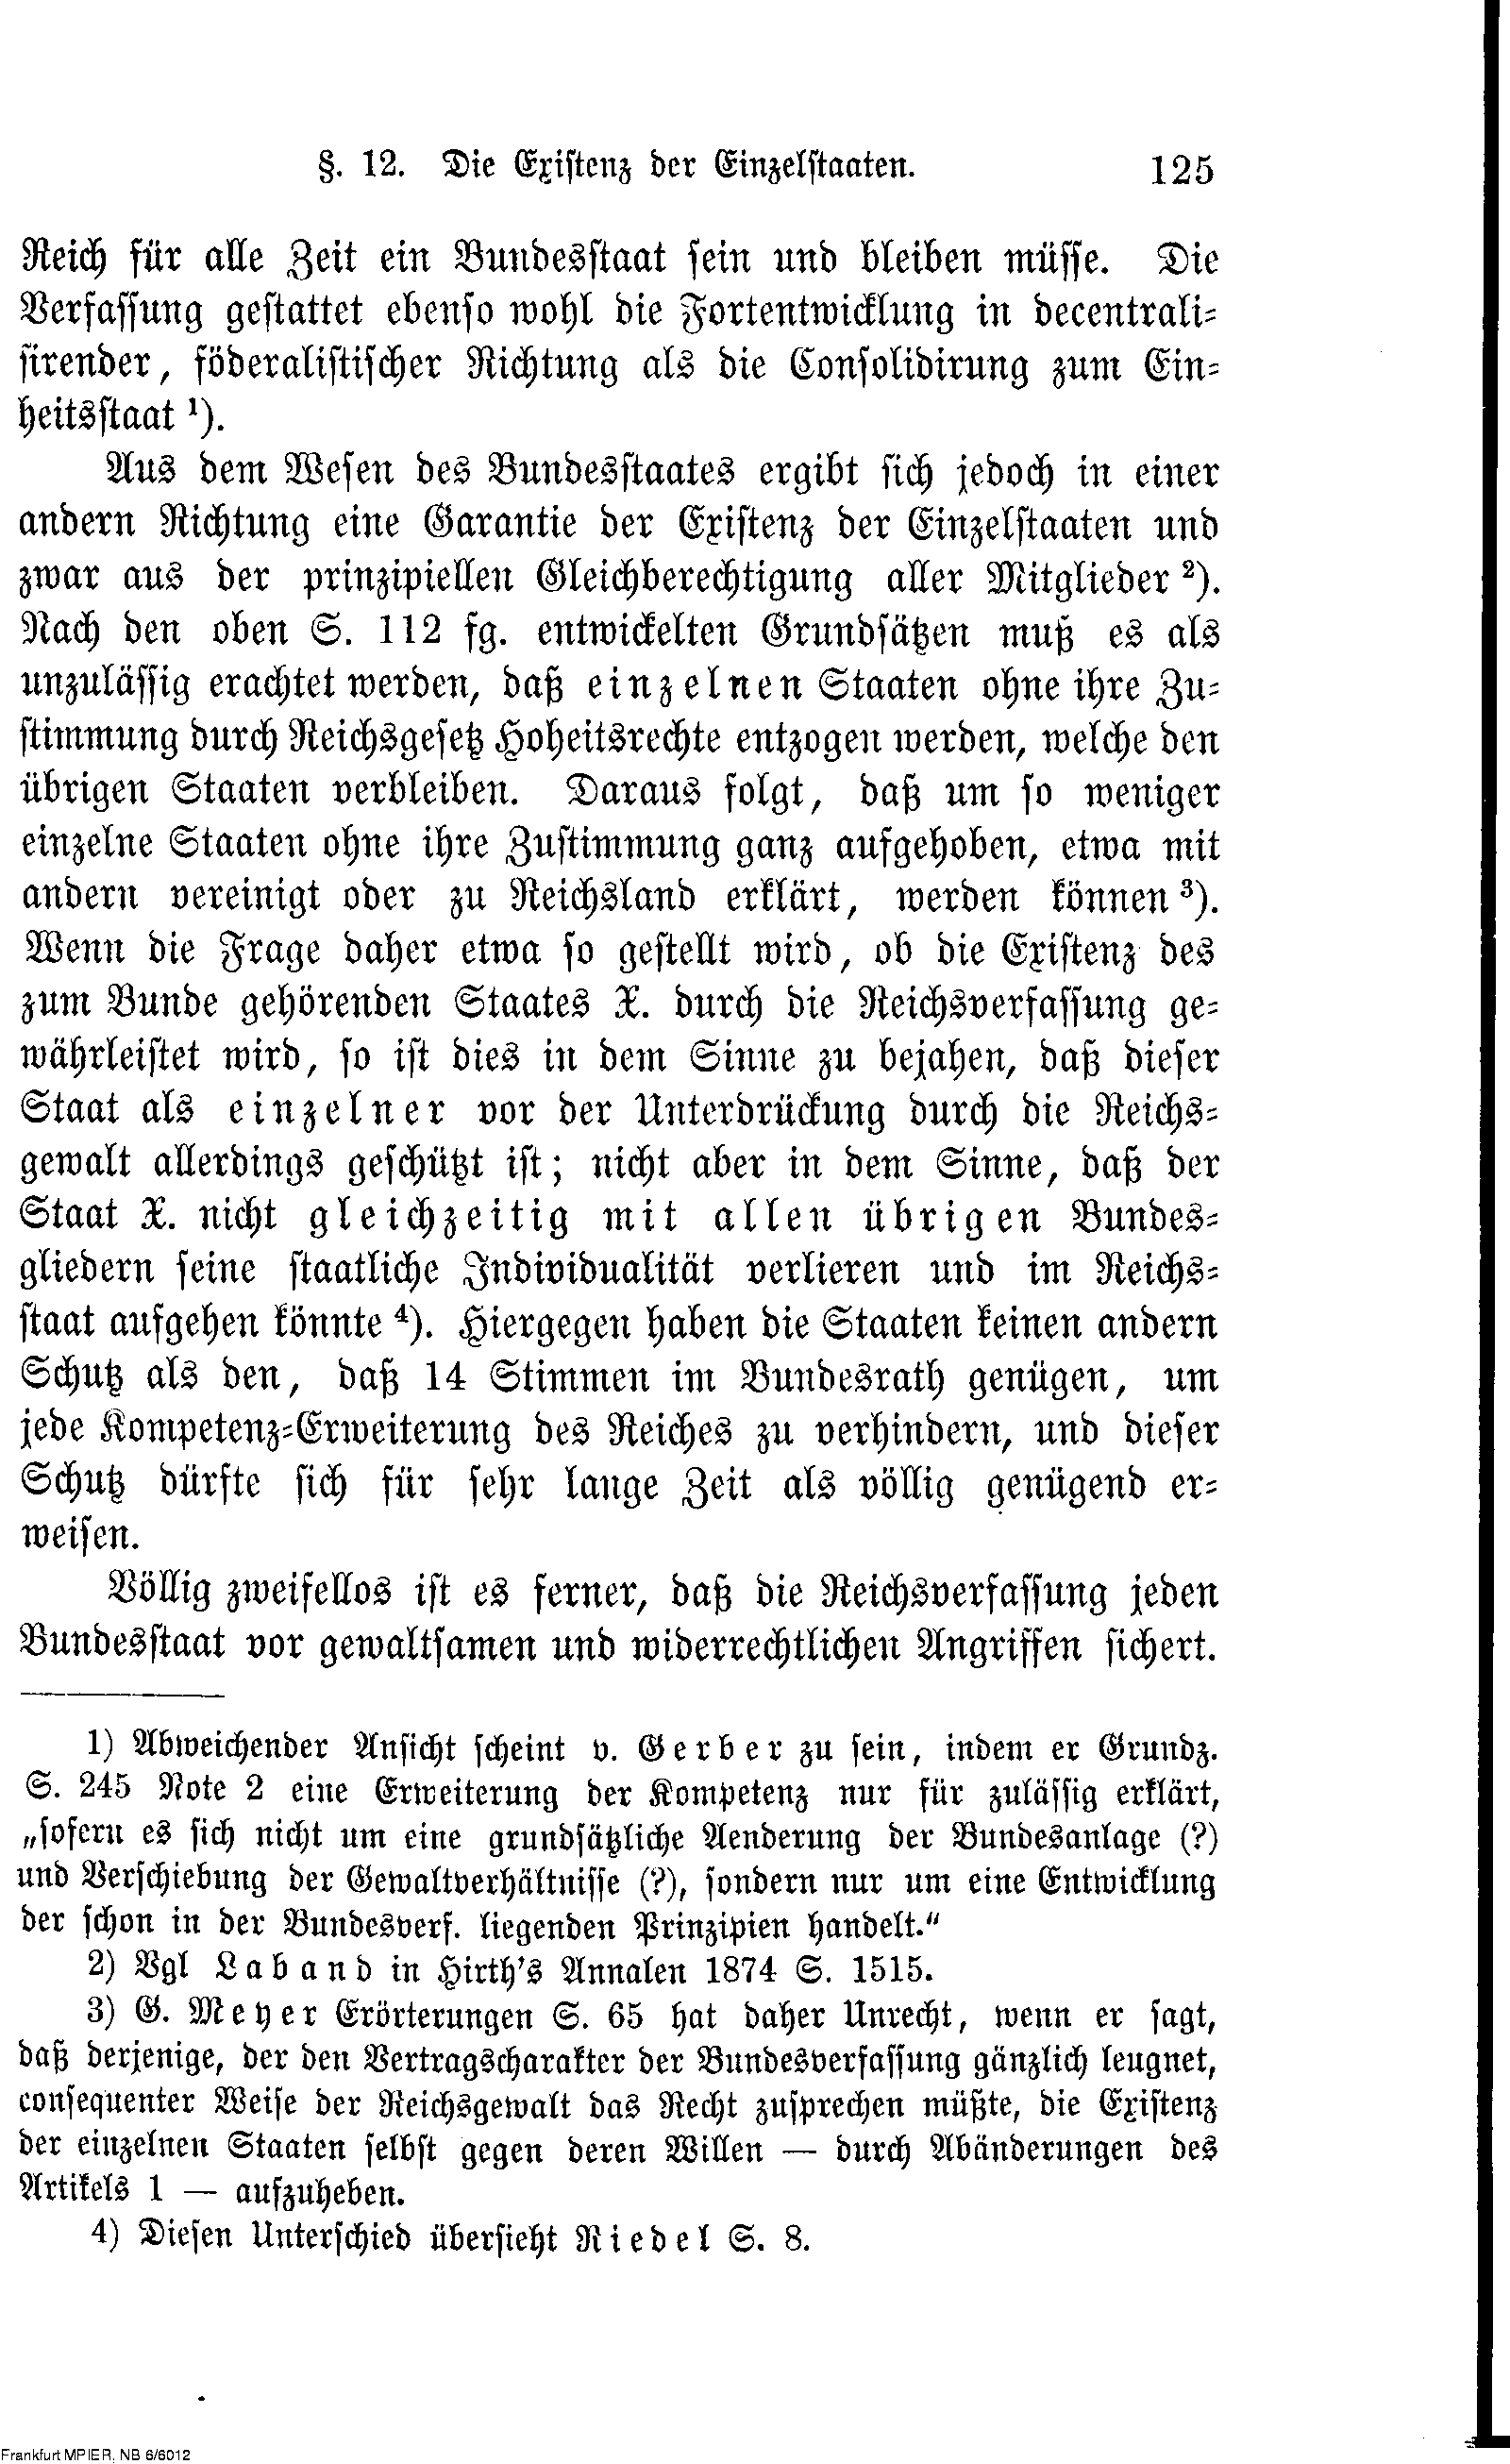 §. 12. Die Existenz der Einzelstaaten. 125
Reich für alle Zeit ein Bundesstaat sein und bleiben müsse. Die
Verfassung gestattet ebenso wohl die Fortentwicklung in decentrali-
sirender, föderalistischer Richtung als die Consolidirung zum Ein-
heitsstaat ¹).
Aus dem Wesen des Bundesstaates ergibt sich jedoch in einer
andern Richtung eine Garantie der Existenz der Einzelstaaten und
zwar aus der prinzipiellen Gleichberechtigung aller Mitglieder ²).
Nach den oben S. 112 fg. entwickelten Grundsätzen muß es als
unzulässig erachtet werden, daß einzelnen Staaten ohne ihre Zu-
stimmung durch Reichsgesetz Hoheitsrechte entzogen werden, welche den
übrigen Staaten verbleiben. Daraus folgt, daß um so weniger
einzelne Staaten ohne ihre Zustimmung ganz aufgehoben, etwa mit
andern vereinigt oder zu Reichsland erklärt, werden können ³).
Wenn die Frage daher etwa so gestellt wird, ob die Existenz des
zum Bunde gehörenden Staates X. durch die Reichsverfassung ge-
währleistet wird, so ist dies in dem Sinne zu bejahen, daß dieser
Staat als einzelner vor der Unterdrückung durch die Reichs-
gewalt allerdings geschützt ist; nicht aber in dem Sinne, daß der
Staat X. nicht gleichzeitig mit allen übrigen Bundes-
gliedern seine staatliche Individualität verlieren und im Reichs-
staat aufgehen könnte ⁴). Hiergegen haben die Staaten keinen andern
Schutz als den, daß 14 Stimmen im Bundesrath genügen, um
jede Kompetenz-Erweiterung des Reiches zu verhindern, und dieser
Schutz dürfte sich für sehr lange Zeit als völlig genügend er-
weisen.
Völlig zweifellos ist es ferner, daß die Reichsverfassung jeden
Bundesstaat vor gewaltsamen und widerrechtlichen Angriffen sichert.
1) Abweichender Ansicht scheint v. Gerber zu sein, indem er Grundz.
S. 245 Note 2 eine Erweiterung der Kompetenz nur für zulässig erklärt,
„sofern es sich nicht um eine grundsätzliche Aenderung der Bundesanlage (?)
und Verschiebung der Gewaltverhältnisse (?), sondern nur um eine Entwicklung
der schon in der Bundesverf. liegenden Prinzipien handelt.“
2) Vgl Laband in Hirth's Annalen 1874 S. 1515.
3) G. Meyer Erörterungen S. 65 hat daher Unrecht, wenn er sagt,
daß derjenige, der den Vertragscharakter der Bundesverfassung gänzlich leugnet,
consequenter Weise der Reichsgewalt das Recht zusprechen müßte, die Existenz
der einzelnen Staaten selbst gegen deren Willen — durch Abänderungen des
Artikels 1 — aufzuheben.
4) Diesen Unterschied übersieht Riedel S. 8.
Frankfurt MPIER, NB 6/6012